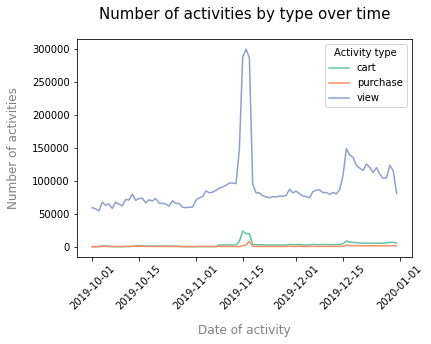 Number of activities by type over time
Number of activities
300000
250000
200000
150000
100000
50000
0
Activity type
cart
purchase
view
2019-10-01
2019-10-15
2019-11-01
2019-11-15
2019-12-01
2019-12-15
2020-01-01
Date of activity